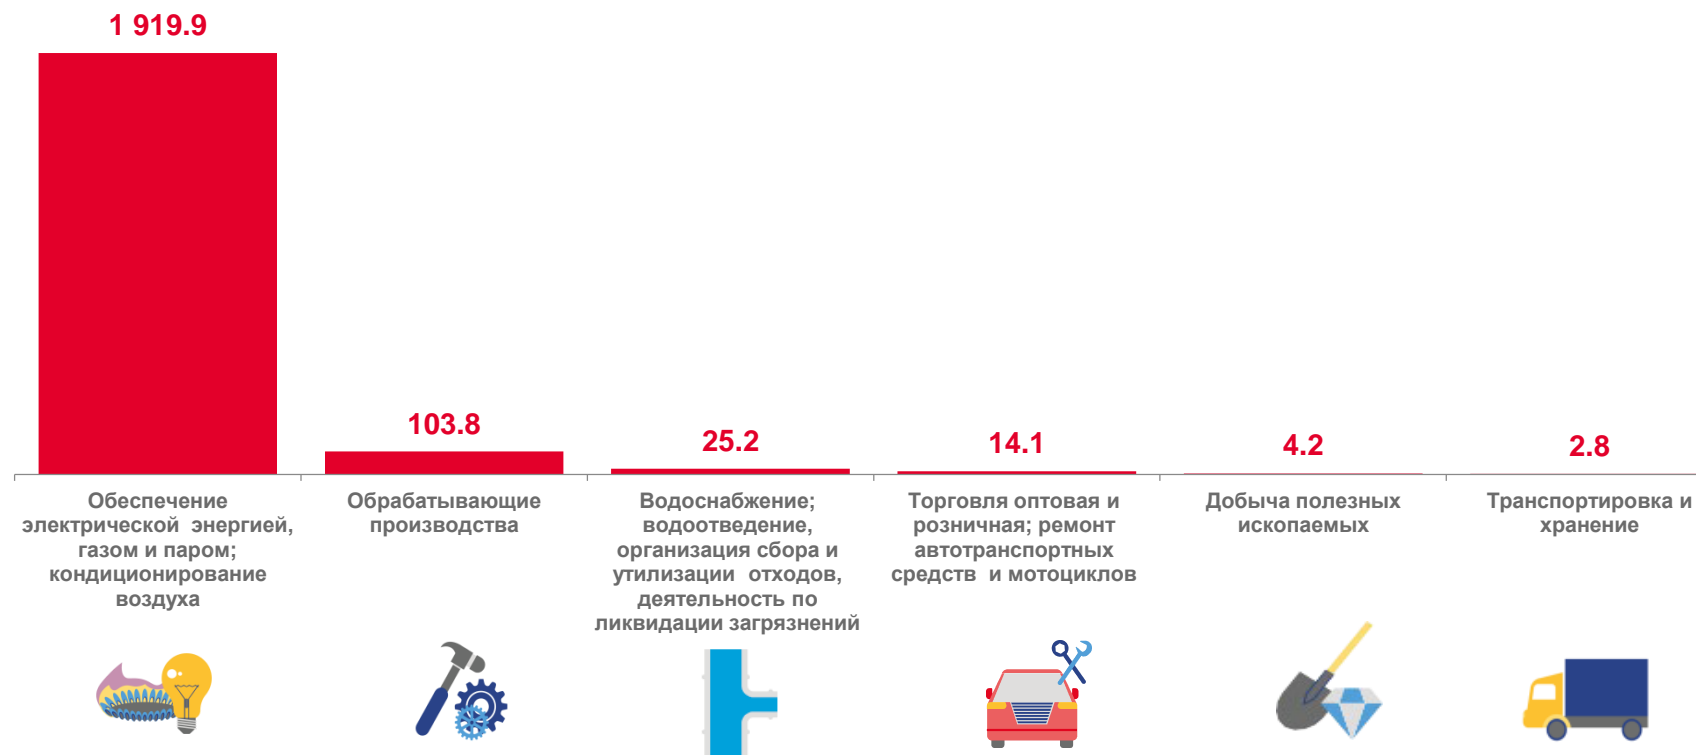 1 919.9
103.8
25.2
14.1
4.2
2.8
Обеспечение
электрической энергией,
газом и паром;
кондиционирование
воздуха
Обрабатывающие
производства
Водоснабжение;
водоотведение,
организация сбора и
утилизации отходов,
деятельность по
ликвидации загрязнений
Торговля оптовая и
розничная; ремонт
автотранспортных
средств и мотоциклов
Добыча полезных
ископаемых
Транспортировка и
хранение